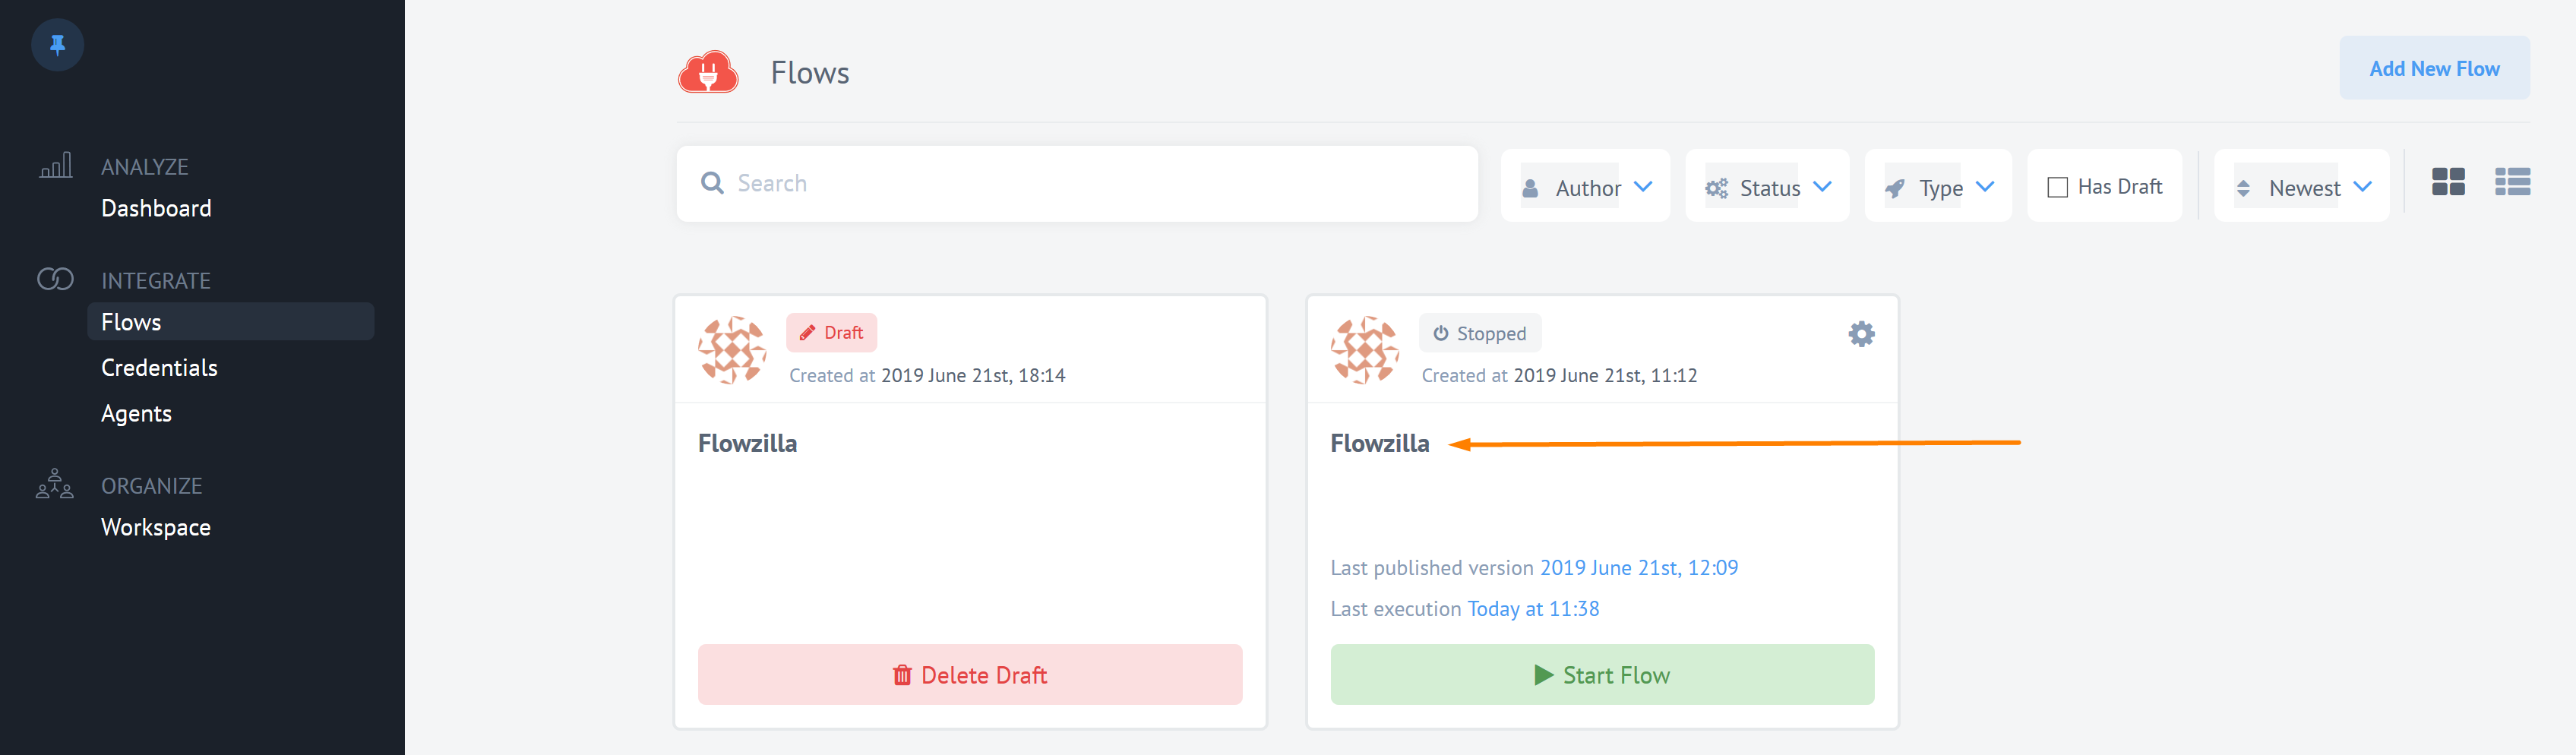 ANALYZE
Dashboard
INTEGRATE
Flows
Credentials
Agents
ORGANIZE
Workspace
Flows
Add New Flow
Search
Author
Status
Type
Has Draft
Newest
Draft
Created at 2019 June 21st, 18:14
Flowzilla
Delete Draft
Stopped
Created at 2019 June 21st, 11:12
Flowzilla
Last published version 2019 June 21st, 12:09
Last execution Today at 11:38
Start Flow